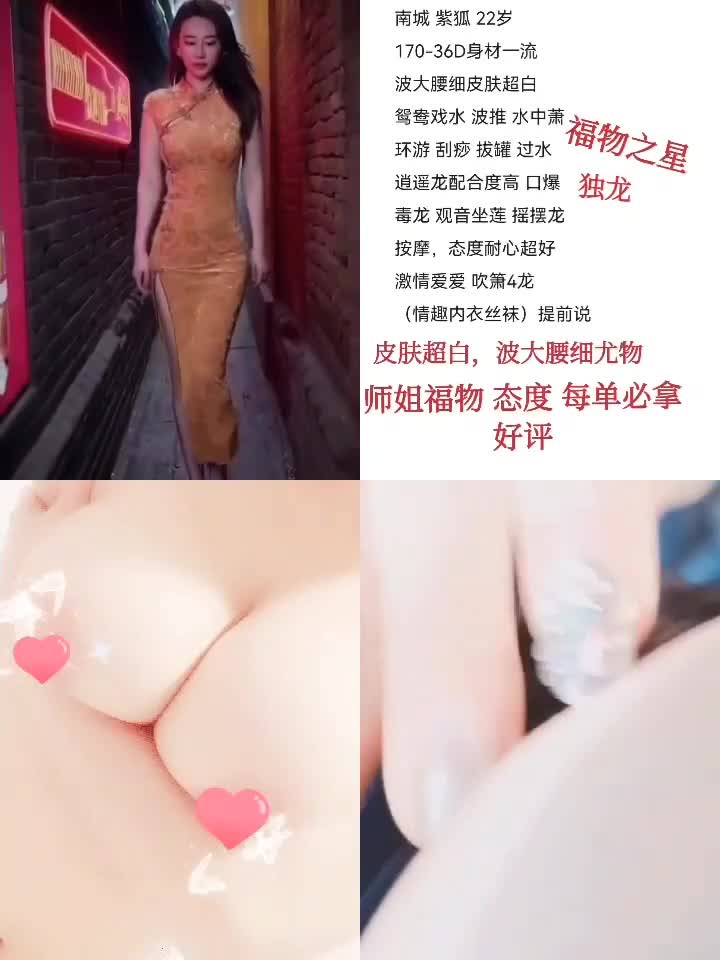 南城 紫狐 22岁
170-36D身材一流
波大腰细皮肤超白
鸳鸯戏水 波推 水中萧
环游 刮痧 拔罐 过水
逍遥龙配合度高 口爆
毒龙 观音坐莲 摇摆龙
按摩，态度耐心超好
激情爱爱 吹箫4龙
（情趣内衣丝袜）提前说
福物之星
独龙
皮肤超白，波大腰细尤物
师姐福物 态度 每单必拿
好评